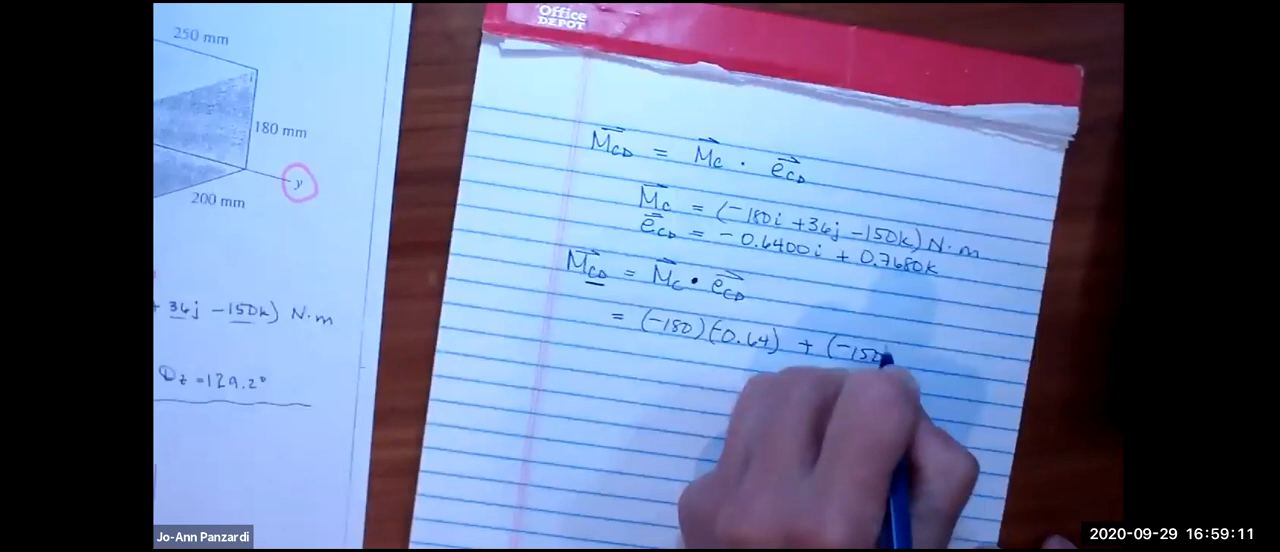 Office
DEPOT
250 mm
180 mm
y
200 mm
+ 36j - 150k) N·m
θz = 129.2°
M_CD = M_C · e_CD
M_C = (-180i + 36j - 150k) N·m
e_CD = -0.6400i + 0.7680k
M_CD = M_C · e_CD
= (-180)(-0.64) + (-150
Jo-Ann Panzardi
2020-09-29 16:59:11